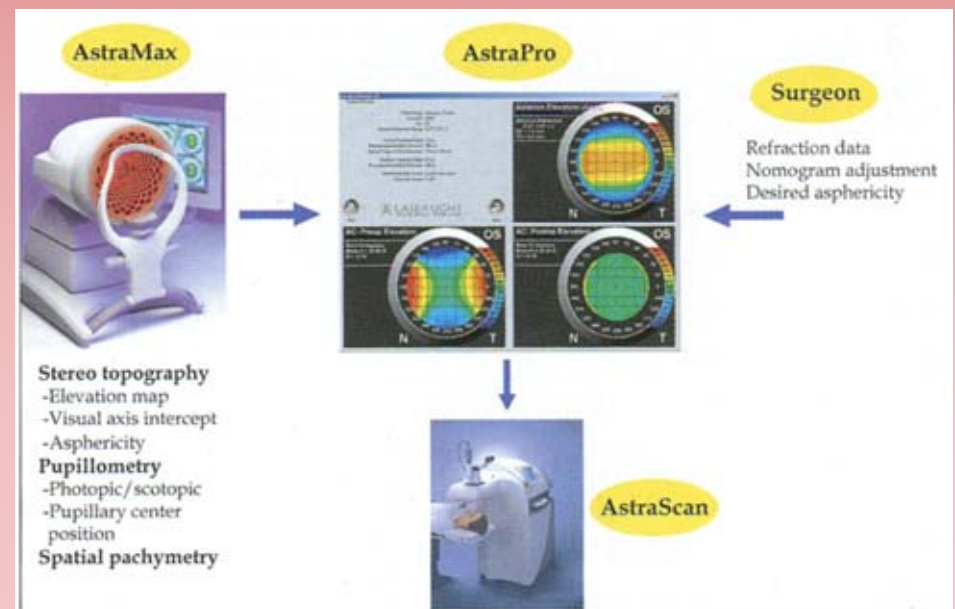 AstraMax
AstraPro
Surgeon
Refraction data
Nomogram adjustment
Desired asphericity
OS
N
T
OS
N
T
OS
N
T
Stereo topography
-Elevation map
-Visual axis intercept
-Asphericity
Pupillometry
-Photopic/scotopic
-Pupillary center
position
Spatial pachymetry
AstraScan